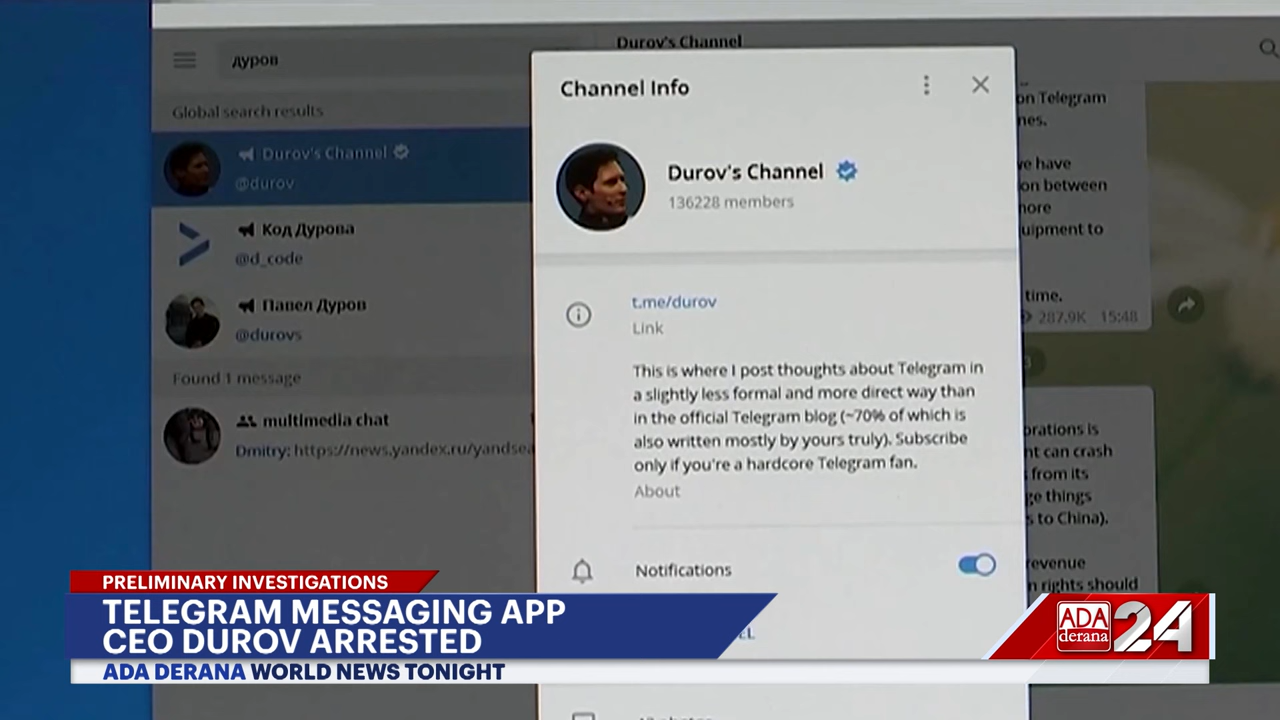 Durov's Channel
дуров
Global search results
Durov's Channel
@durov
Код Дурова
@d_code
Павел Дуров
@durovs
Found 1 message
multimedia chat
Dmitry: https://news.yandex.ru/yandsea
Channel Info
Durov's Channel
136228 members
t.me/durov
Link
This is where I post thoughts about Telegram in
a slightly less formal and more direct way than
in the official Telegram blog (~70% of which is
also written mostly by yours truly). Subscribe
only if you're a hardcore Telegram fan.
About
Notifications
on Telegram
nes.
ve have
on between
more
uipment to
time.
287.9K 15:48
orations is
nt can crash
from its
ge things
s to China).
revenue
n rights should
PRELIMINARY INVESTIGATIONS
TELEGRAM MESSAGING APP
CEO DUROV ARRESTED
ADA DERANA WORLD NEWS TONIGHT
ADA
derana
24